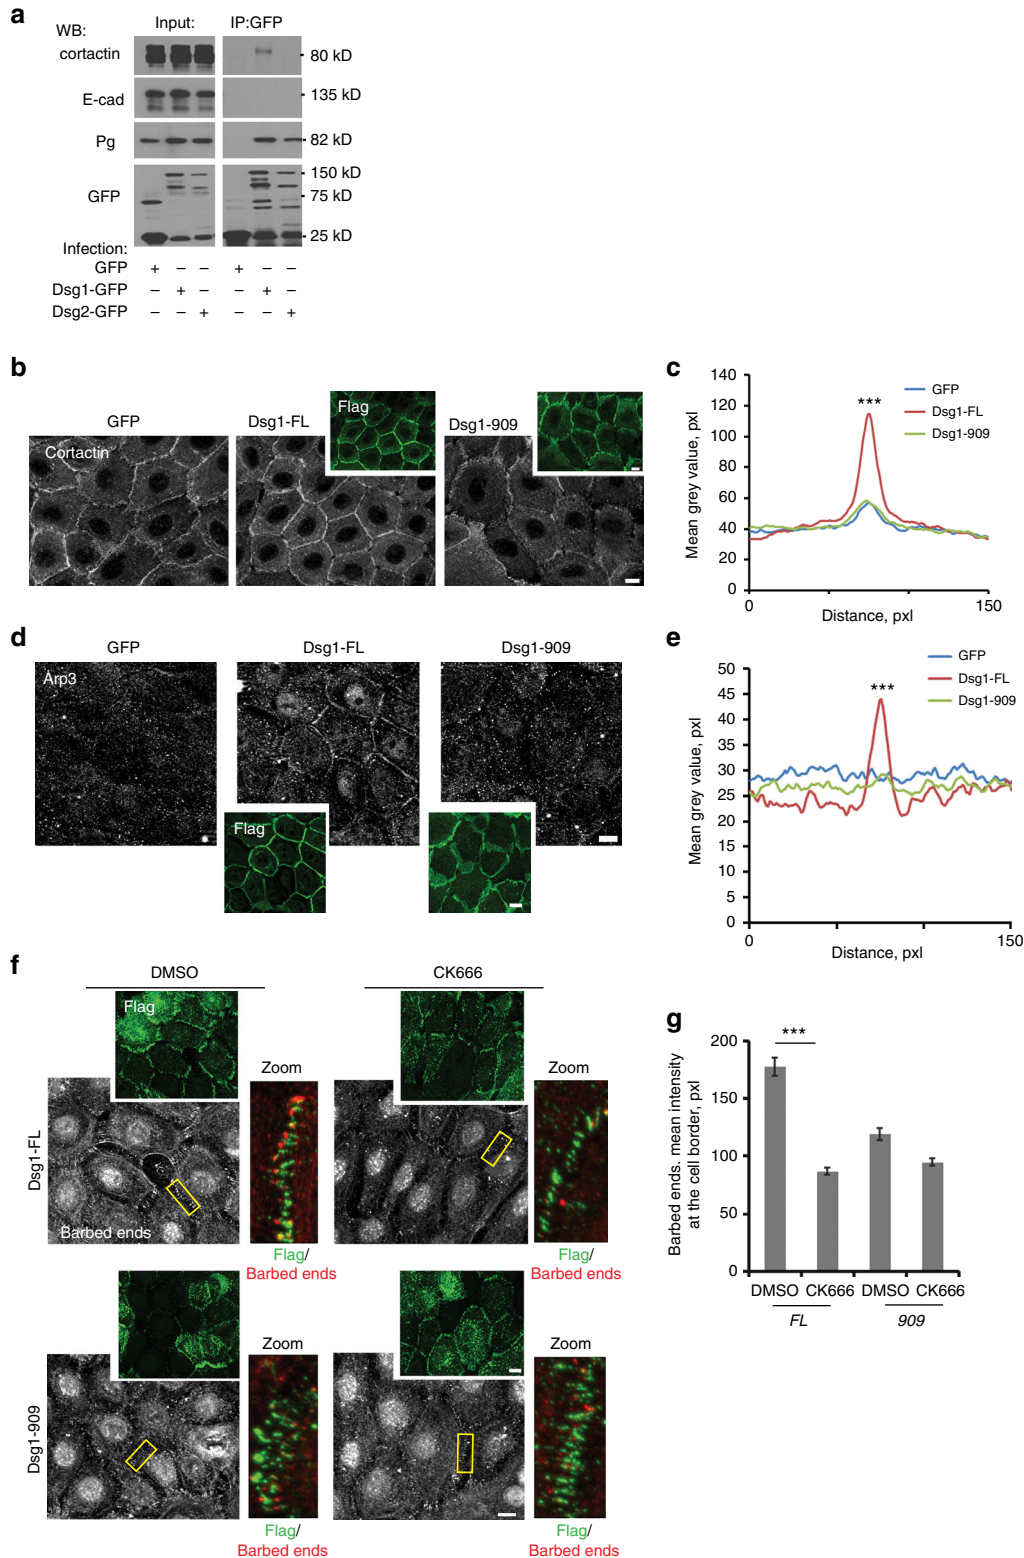 a
WB:
Input:
IP:GFP
cortactin
80 kD
E-cad
135 kD
Pg
82 kD
GFP
150 kD
75 kD
25 kD
Infection:
GFP + – – + – –
Dsg1-GFP – + – – + –
Dsg2-GFP – – + – – +
b
GFP
Dsg1-FL
Dsg1-909
Cortactin
Flag
c
Mean grey value, pxl
140
120
100
80
60
40
20
0
0
150
Distance, pxl
***
GFP
Dsg1-FL
Dsg1-909
d
GFP
Dsg1-FL
Dsg1-909
Arp3
Flag
e
Mean grey value, pxl
50
45
40
35
30
25
20
15
10
5
0
0
150
Distance, pxl
***
GFP
Dsg1-FL
Dsg1-909
f
DMSO
CK666
Flag
Zoom
Zoom
Dsg1-FL
Barbed ends
Flag/
Barbed ends
Flag/
Barbed ends
Zoom
Zoom
Dsg1-909
Flag/
Barbed ends
Flag/
Barbed ends
g
Barbed ends. mean intensity
at the cell border, pxl
200
150
100
50
0
***
DMSO CK666 DMSO CK666
FL
909